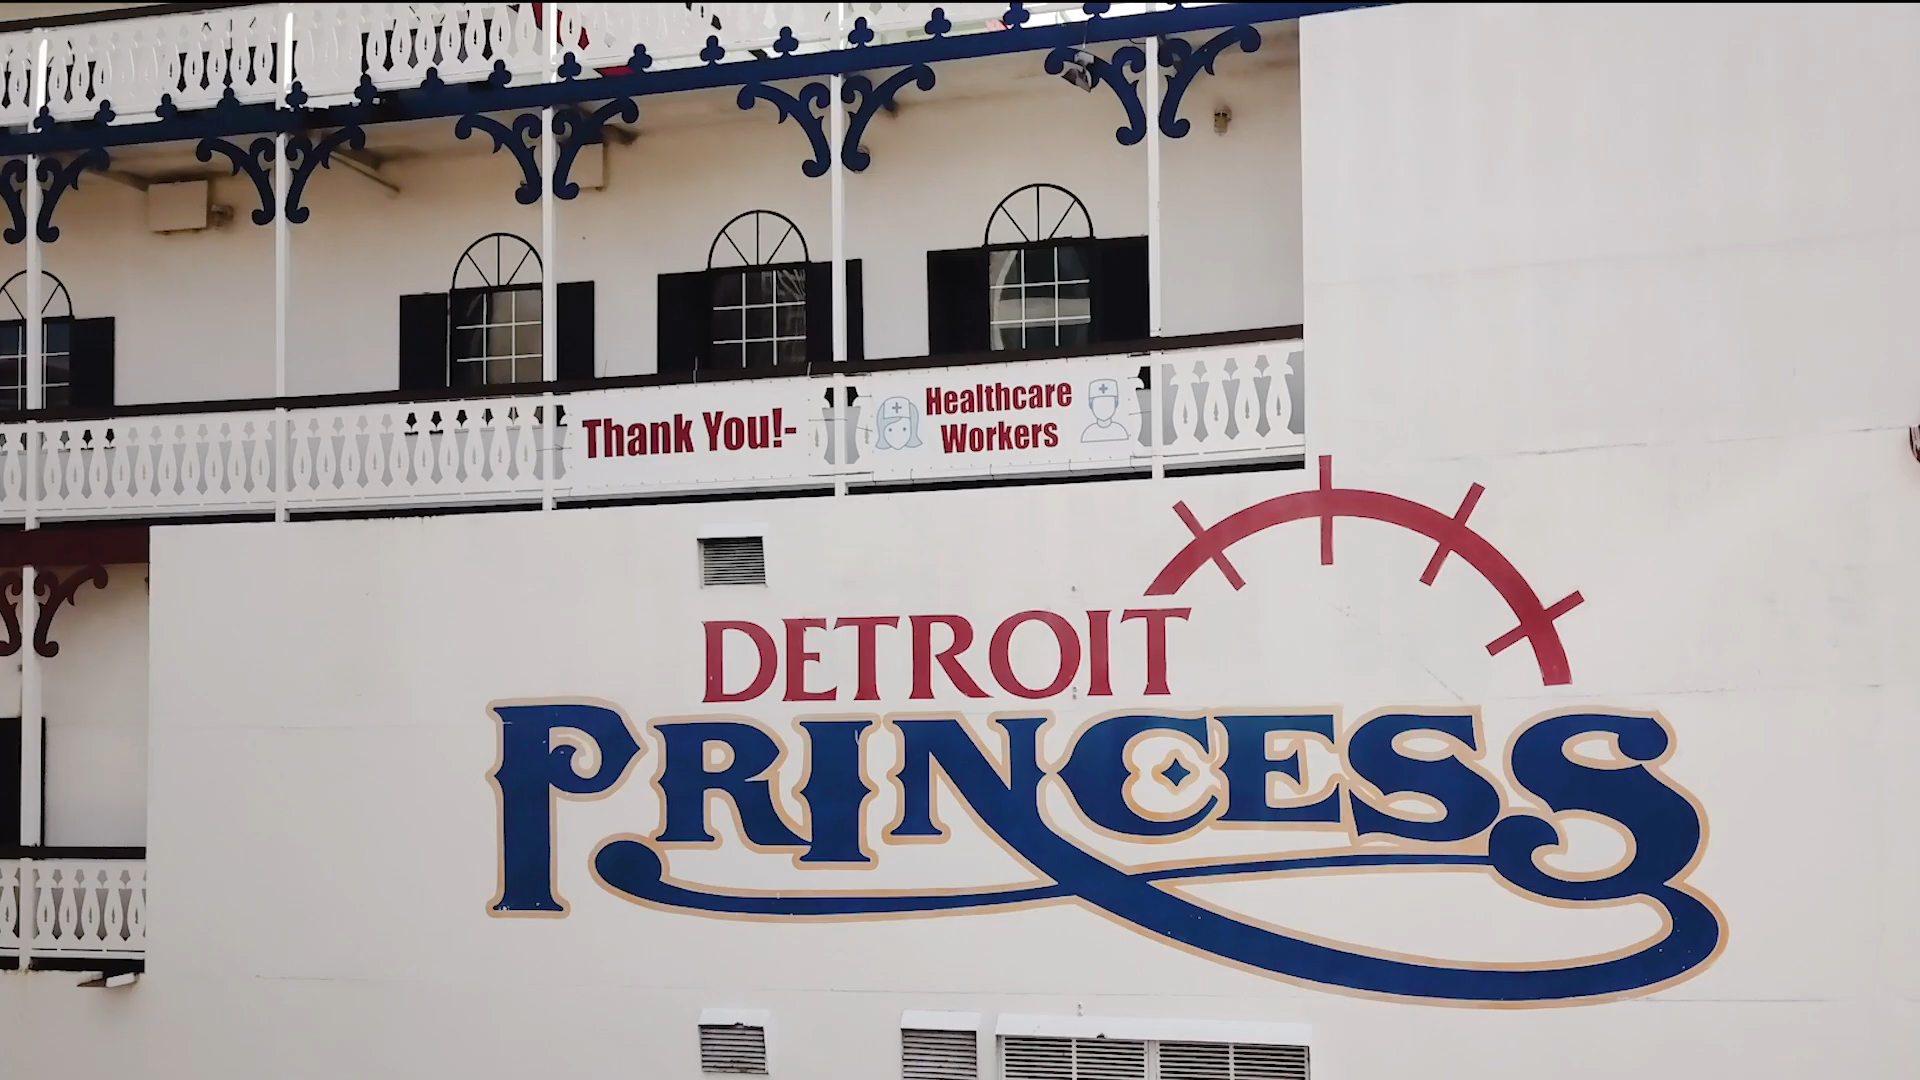 Thank You!-
Healthcare
Workers
DETROIT
PRINCESS